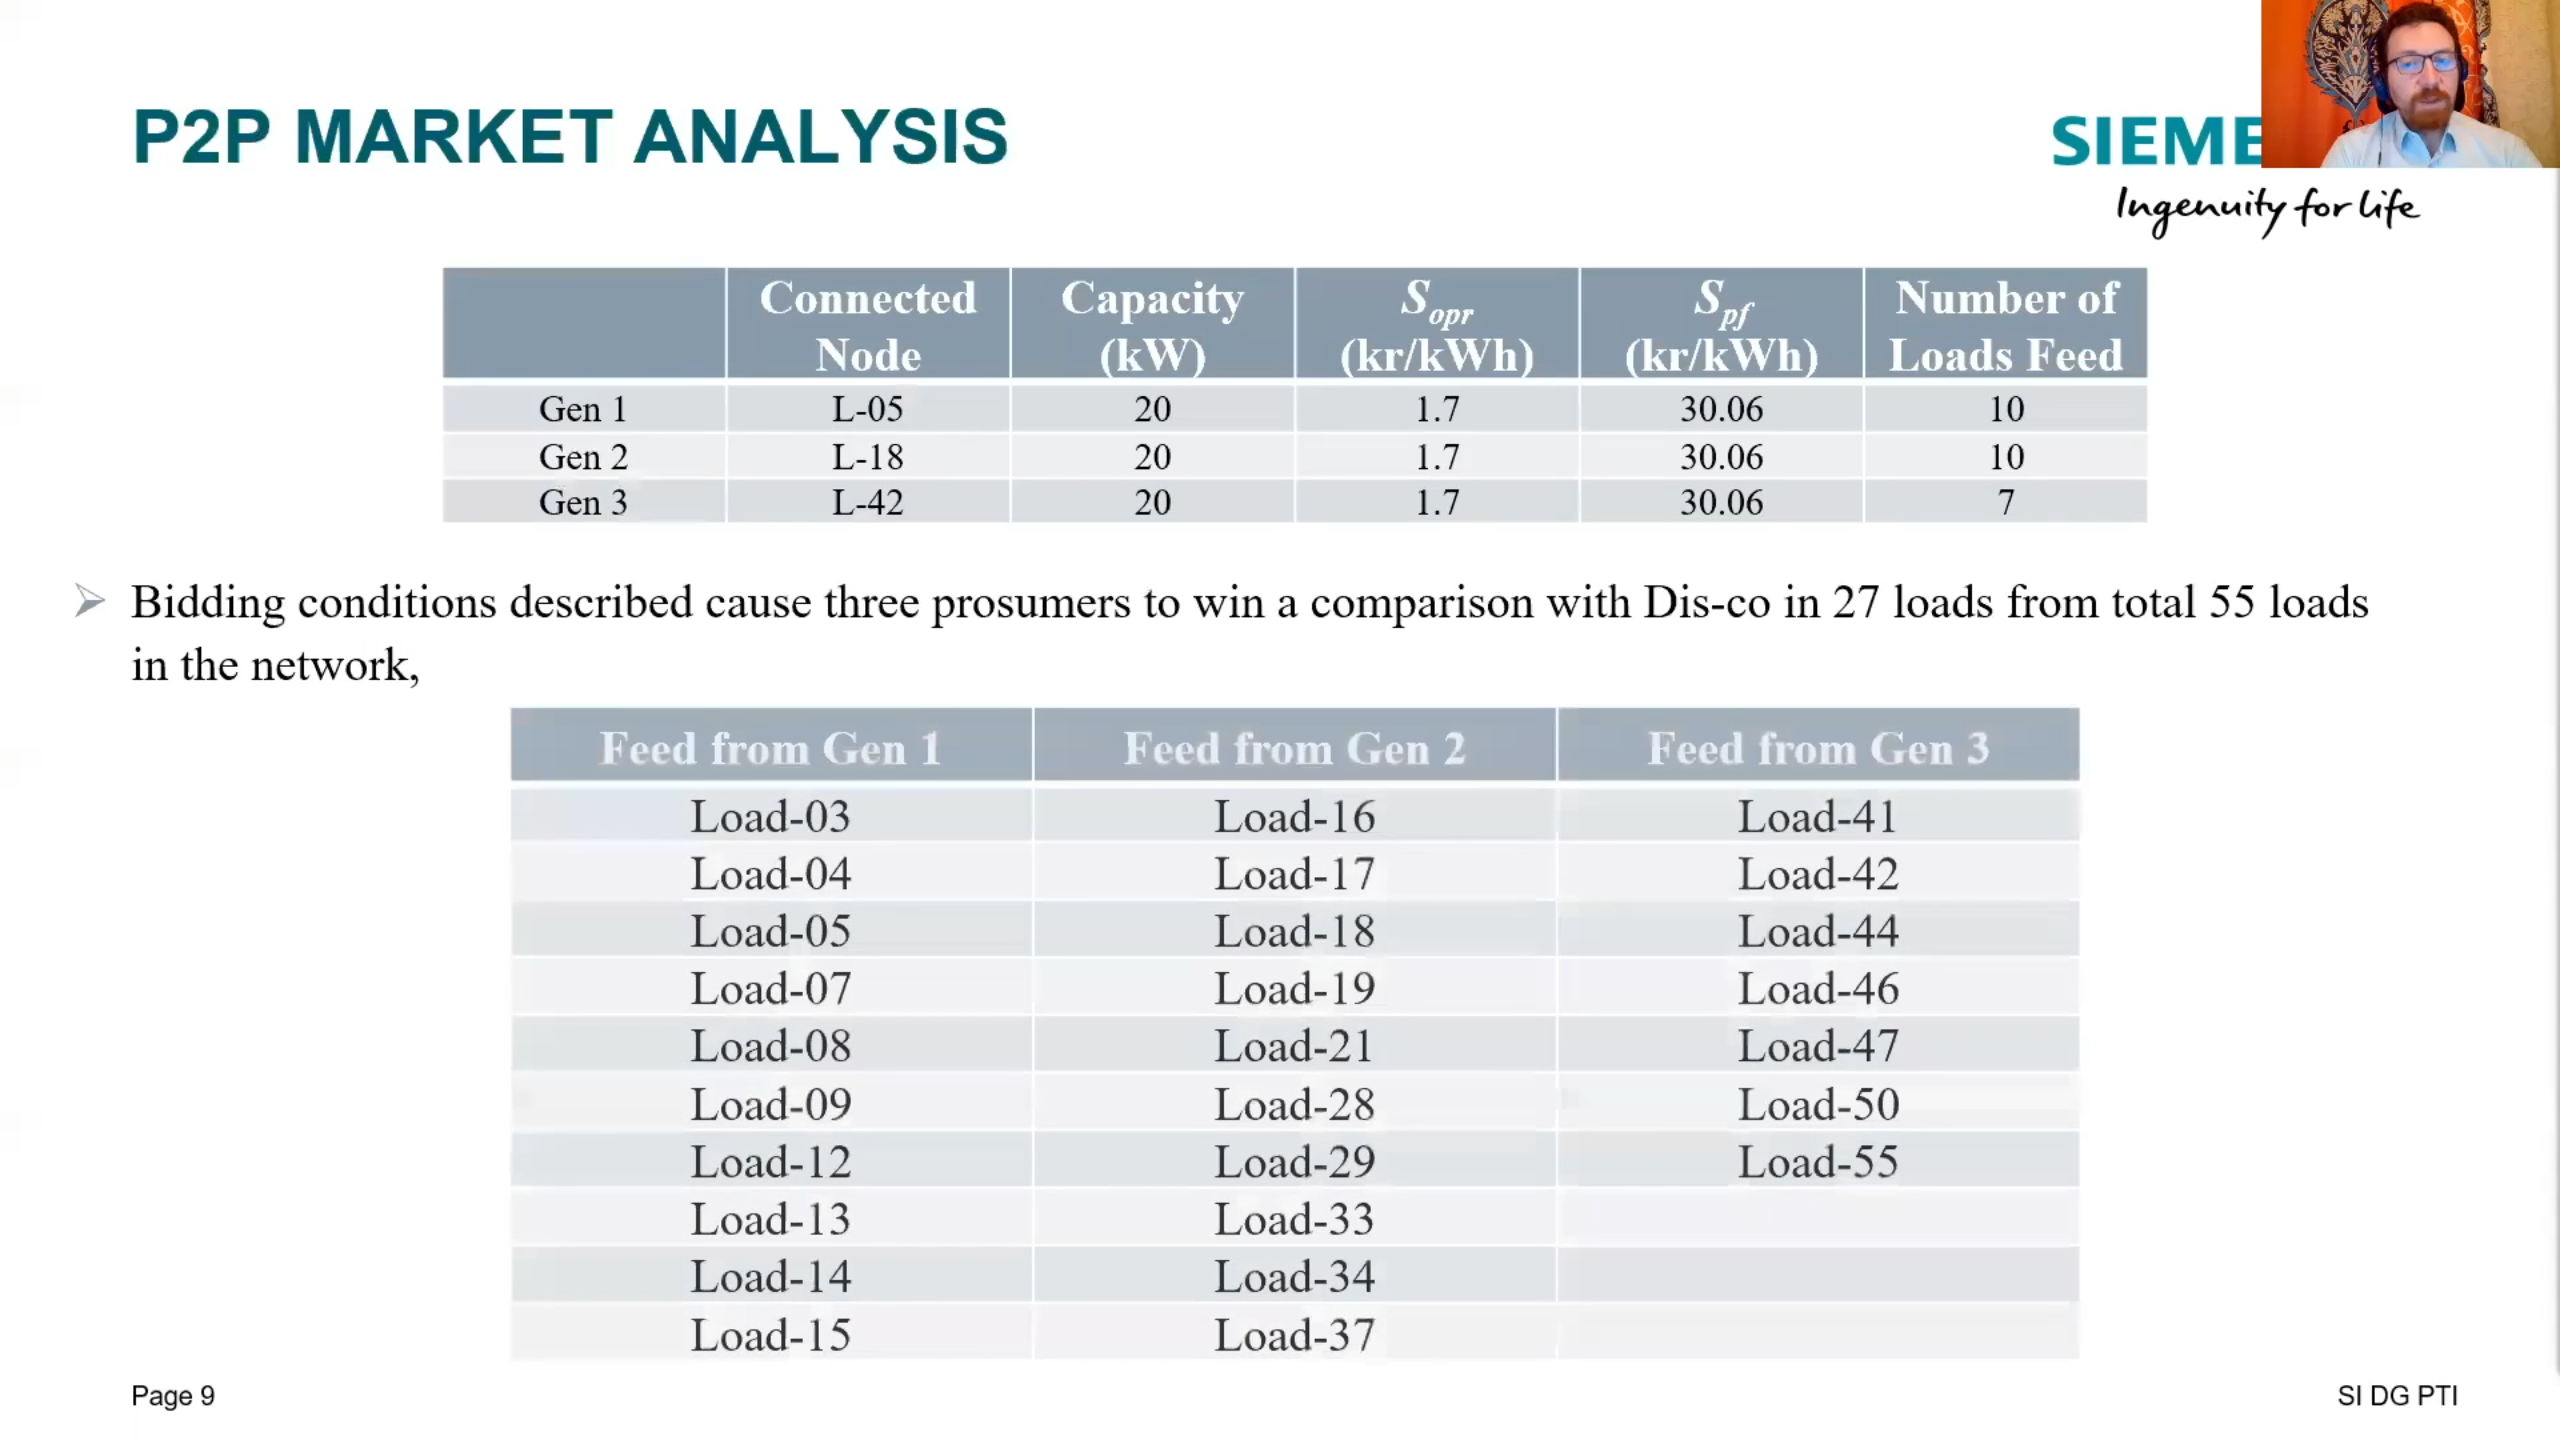 P2P MARKET ANALYSIS
SIEME
Ingenuity for life
Connected Node Capacity (kW) Sopr (kr/kWh) Spf (kr/kWh) Number of Loads Feed
Gen 1 L-05 20 1.7 30.06 10
Gen 2 L-18 20 1.7 30.06 10
Gen 3 L-42 20 1.7 30.06 7
Bidding conditions described cause three prosumers to win a comparison with Dis-co in 27 loads from total 55 loads
in the network,
Feed from Gen 1 Feed from Gen 2 Feed from Gen 3
Load-03 Load-16 Load-41
Load-04 Load-17 Load-42
Load-05 Load-18 Load-44
Load-07 Load-19 Load-46
Load-08 Load-21 Load-47
Load-09 Load-28 Load-50
Load-12 Load-29 Load-55
Load-13 Load-33
Load-14 Load-34
Load-15 Load-37
Page 9 SI DG PTI